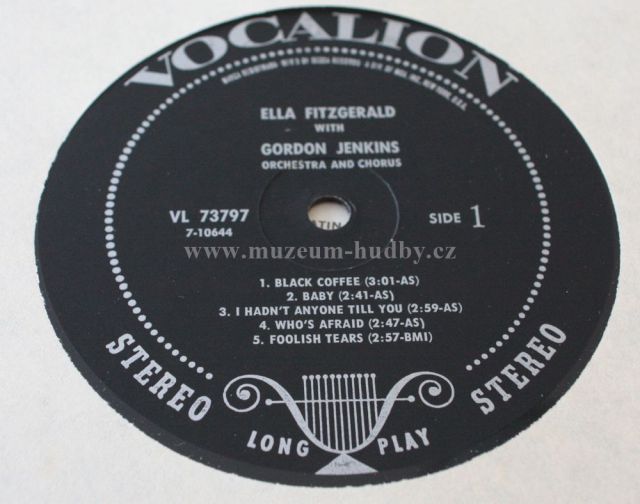 VOCALION
ELLA FITZGERALD
WITH
GORDON JENKINS
ORCHESTRA AND CHORUS
VL 73797
7-10644
SIDE 1
www.muzeum-hudby.cz
1. BLACK COFFEE (3:01-AS)
2. BABY (2:41-AS)
3. I HADN'T ANYONE TILL YOU (2:59-AS)
4. WHO'S AFRAID (2:47-AS)
5. FOOLISH TEARS (2:57-BMI)
STEREO
LONG PLAY
STEREO